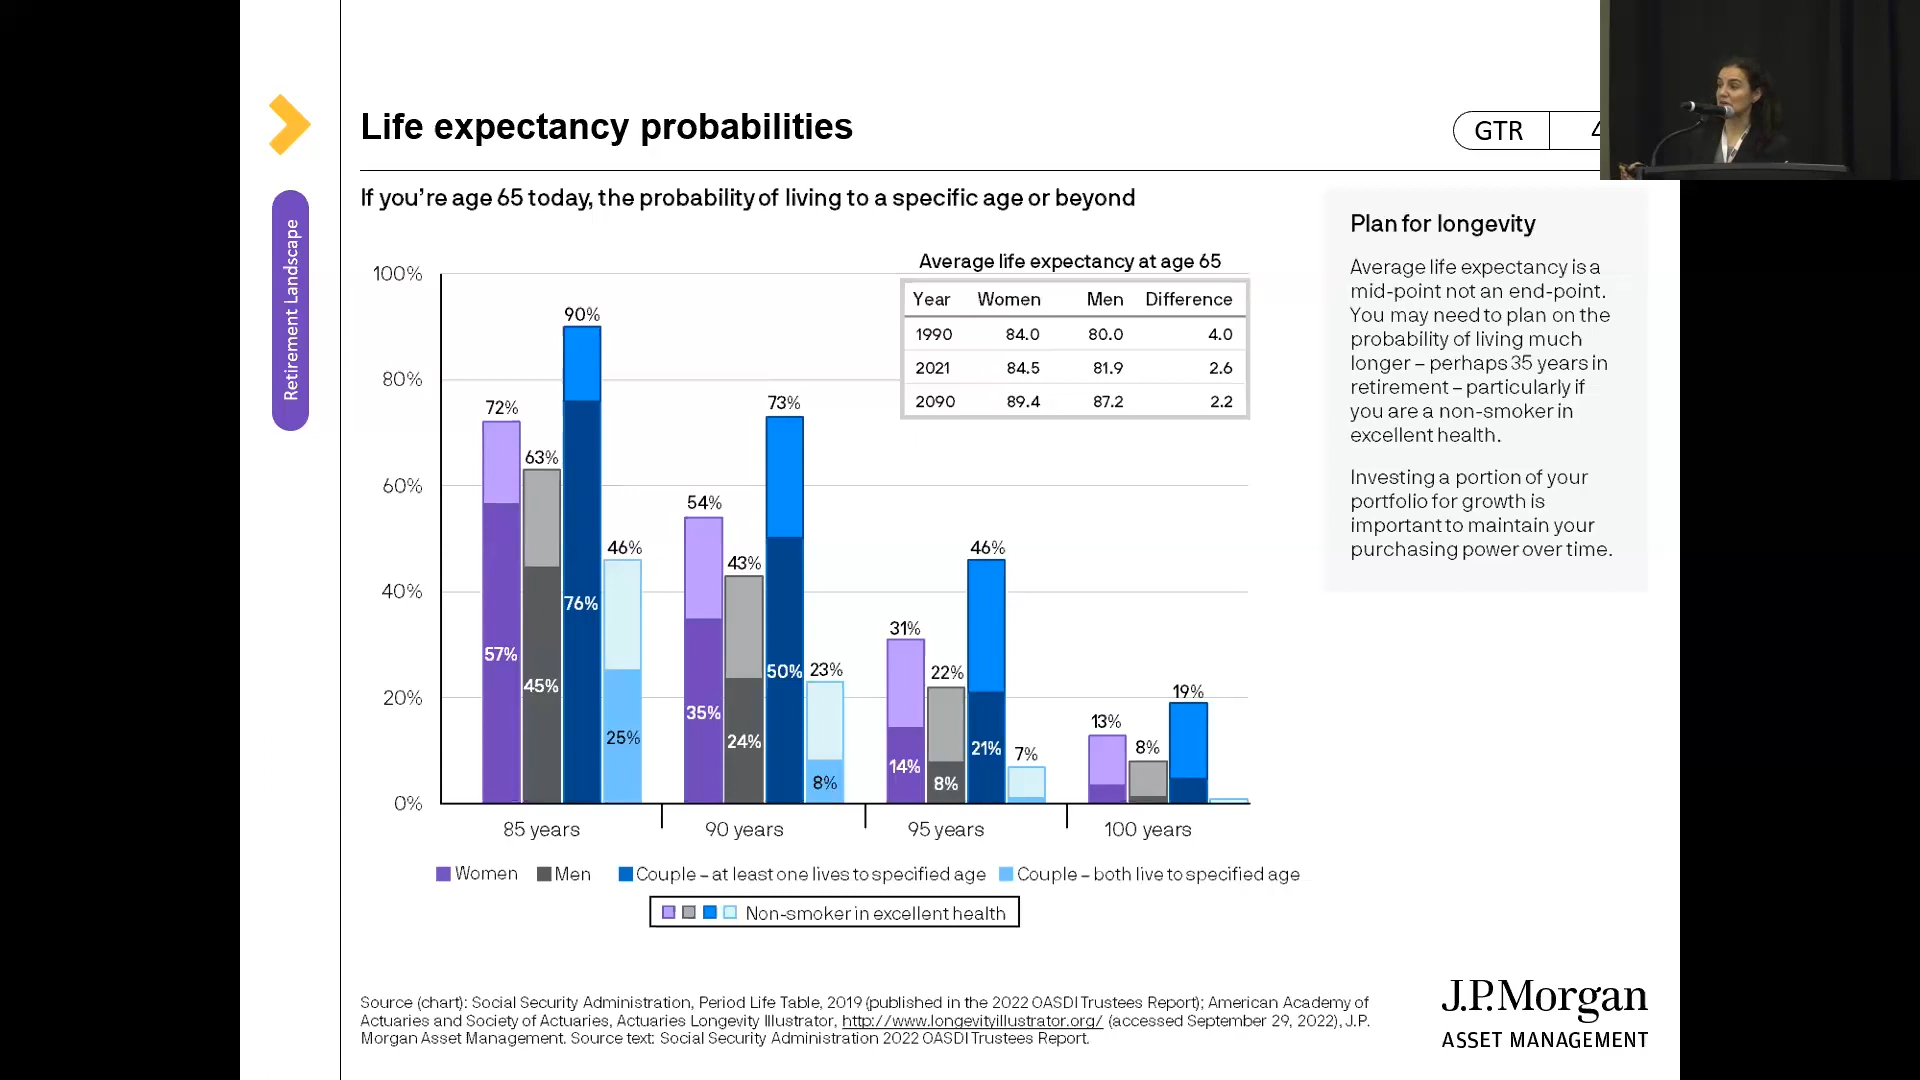 Life expectancy probabilities
GTR
Retirement Landscape
If you're age 65 today, the probability of living to a specific age or beyond
Average life expectancy at age 65
Year Women Men Difference
1990 84.0 80.0 4.0
2021 84.5 81.9 2.6
2090 89.4 87.2 2.2
100%
80%
60%
40%
20%
0%
72% 63% 90% 46%
57% 45% 76% 25%
54% 43% 73% 23%
35% 24% 50% 8%
31% 22% 46% 7%
14% 8% 21%
13% 8% 19%
85 years 90 years 95 years 100 years
Women Men Couple – at least one lives to specified age Couple – both live to specified age
Non-smoker in excellent health
Plan for longevity
Average life expectancy is a
mid-point not an end-point.
You may need to plan on the
probability of living much
longer – perhaps 35 years in
retirement – particularly if
you are a non-smoker in
excellent health.
Investing a portion of your
portfolio for growth is
important to maintain your
purchasing power over time.
Source (chart): Social Security Administration, Period Life Table, 2019 (published in the 2022 OASDI Trustees Report); American Academy of
Actuaries and Society of Actuaries, Actuaries Longevity Illustrator, http://www.longevityillustrator.org/ (accessed September 29, 2022), J.P.
Morgan Asset Management. Source text: Social Security Administration 2022 OASDI Trustees Report.
J.P.Morgan
ASSET MANAGEMENT